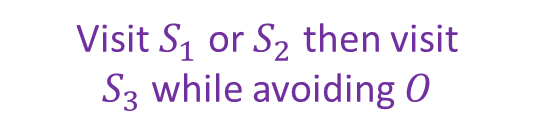 Visit S₁ or S₂ then visit
S₃ while avoiding O